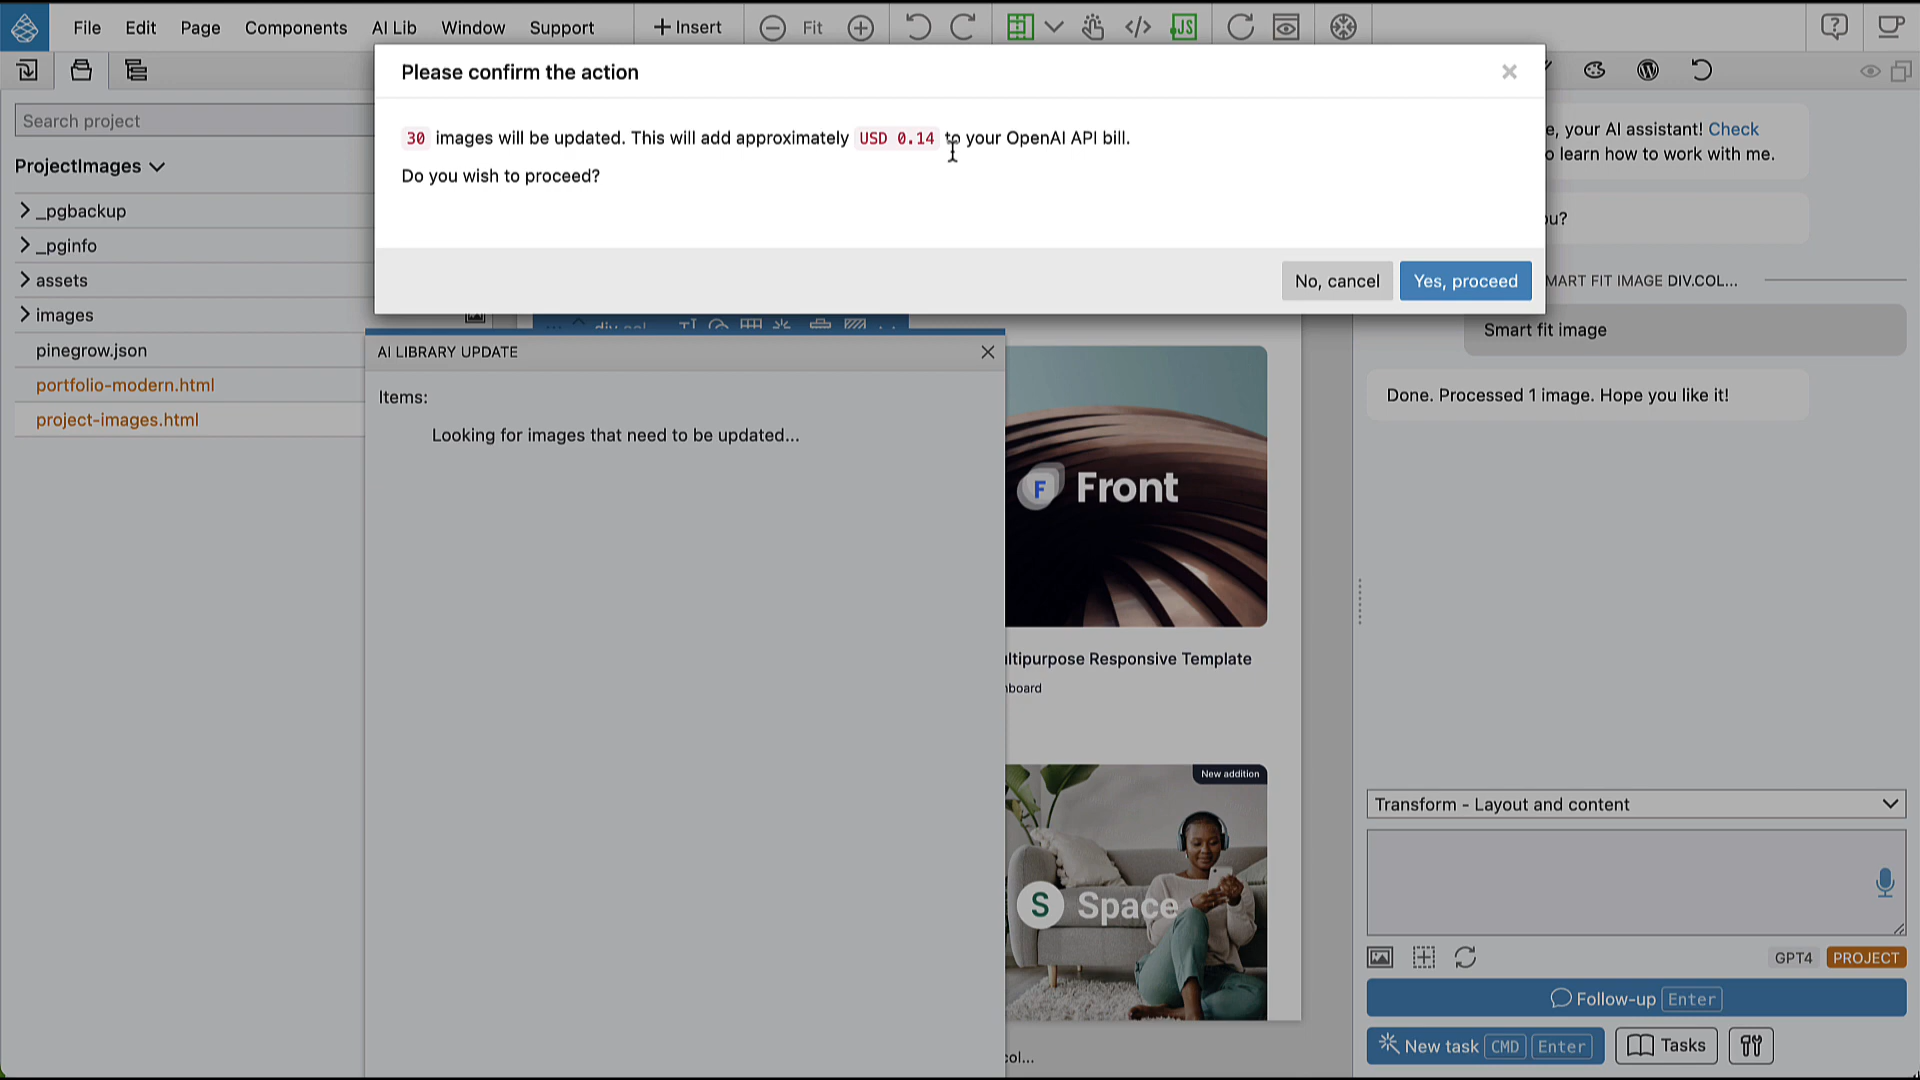 File Edit Page Components AI Lib Window Support + Insert Fit JS
Please confirm the action
30 images will be updated. This will add approximately USD 0.14 to your OpenAI API bill.
Do you wish to proceed?
No, cancel
Yes, proceed
Search project
ProjectImages
_pgbackup
_pginfo
assets
images
pinegrow.json
portfolio-modern.html
project-images.html
AI LIBRARY UPDATE
Items:
Looking for images that need to be updated...
F Front
ltipurpose Responsive Template
board
New addition
S Space
col...
e, your AI assistant! Check
o learn how to work with me.
ou?
MART FIT IMAGE DIV.COL...
Smart fit image
Done. Processed 1 image. Hope you like it!
Transform - Layout and content
GPT4 PROJECT
Follow-up Enter
New task CMD Enter Tasks